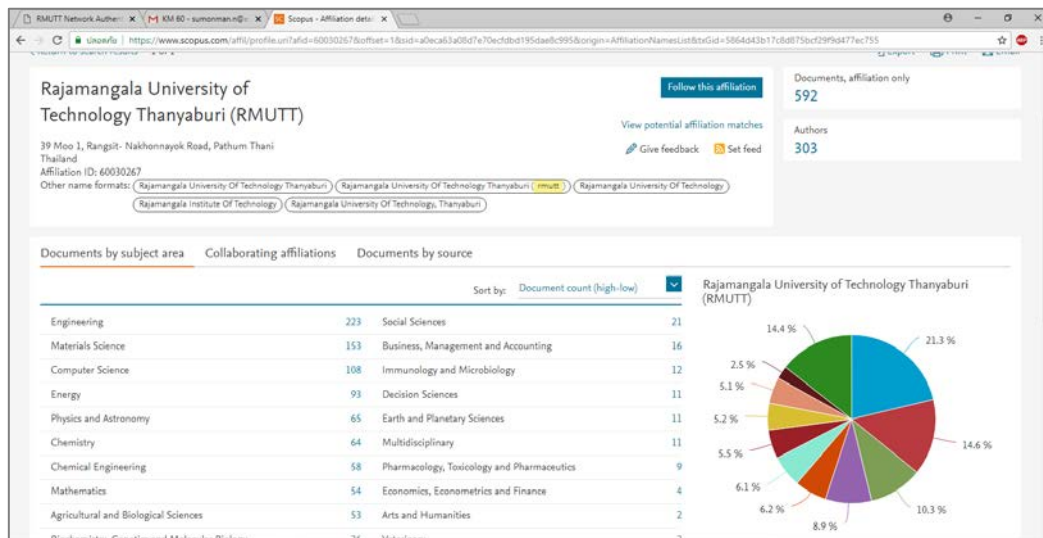 RMUTT Network Authent
KM 60 - sumonman.n@
Scopus - Affiliation detai
ปลอดภัย | https://www.scopus.com/affil/profile.uri?afid=60030267&offset=1&sid=a0eca63a08d7e70ecfdbd195dae8c995&origin=AffiliationNamesList&txGid=5864d43b17c8d875bcf29f9d477ec755
Rajamangala University of
Technology Thanyaburi (RMUTT)
39 Moo 1, Rangsit- Nakhonnayok Road, Pathum Thani
Thailand
Affiliation ID: 60030267
Other name formats: Rajamangala University Of Technology Thanyaburi Rajamangala University Of Technology Thanyaburi ( rmutt ) Rajamangala University Of Technology
Rajamangala Institute Of Technology Rajamangala University Of Technology, Thanyaburi
Follow this affiliation
View potential affiliation matches
Give feedback Set feed
Documents, affiliation only
592
Authors
303
Documents by subject area Collaborating affiliations Documents by source
Sort by: Document count (high-low)
Engineering 223 Social Sciences 21
Materials Science 153 Business, Management and Accounting 16
Computer Science 108 Immunology and Microbiology 12
Energy 93 Decision Sciences 11
Physics and Astronomy 65 Earth and Planetary Sciences 11
Chemistry 64 Multidisciplinary 11
Chemical Engineering 58 Pharmacology, Toxicology and Pharmaceutics 9
Mathematics 54 Economics, Econometrics and Finance 4
Agricultural and Biological Sciences 53 Arts and Humanities 2
Rajamangala University of Technology Thanyaburi
(RMUTT)
14.4 %
21.3 %
2.5 %
5.1 %
5.2 %
14.6 %
5.5 %
6.1 %
6.2 %
10.3 %
8.9 %